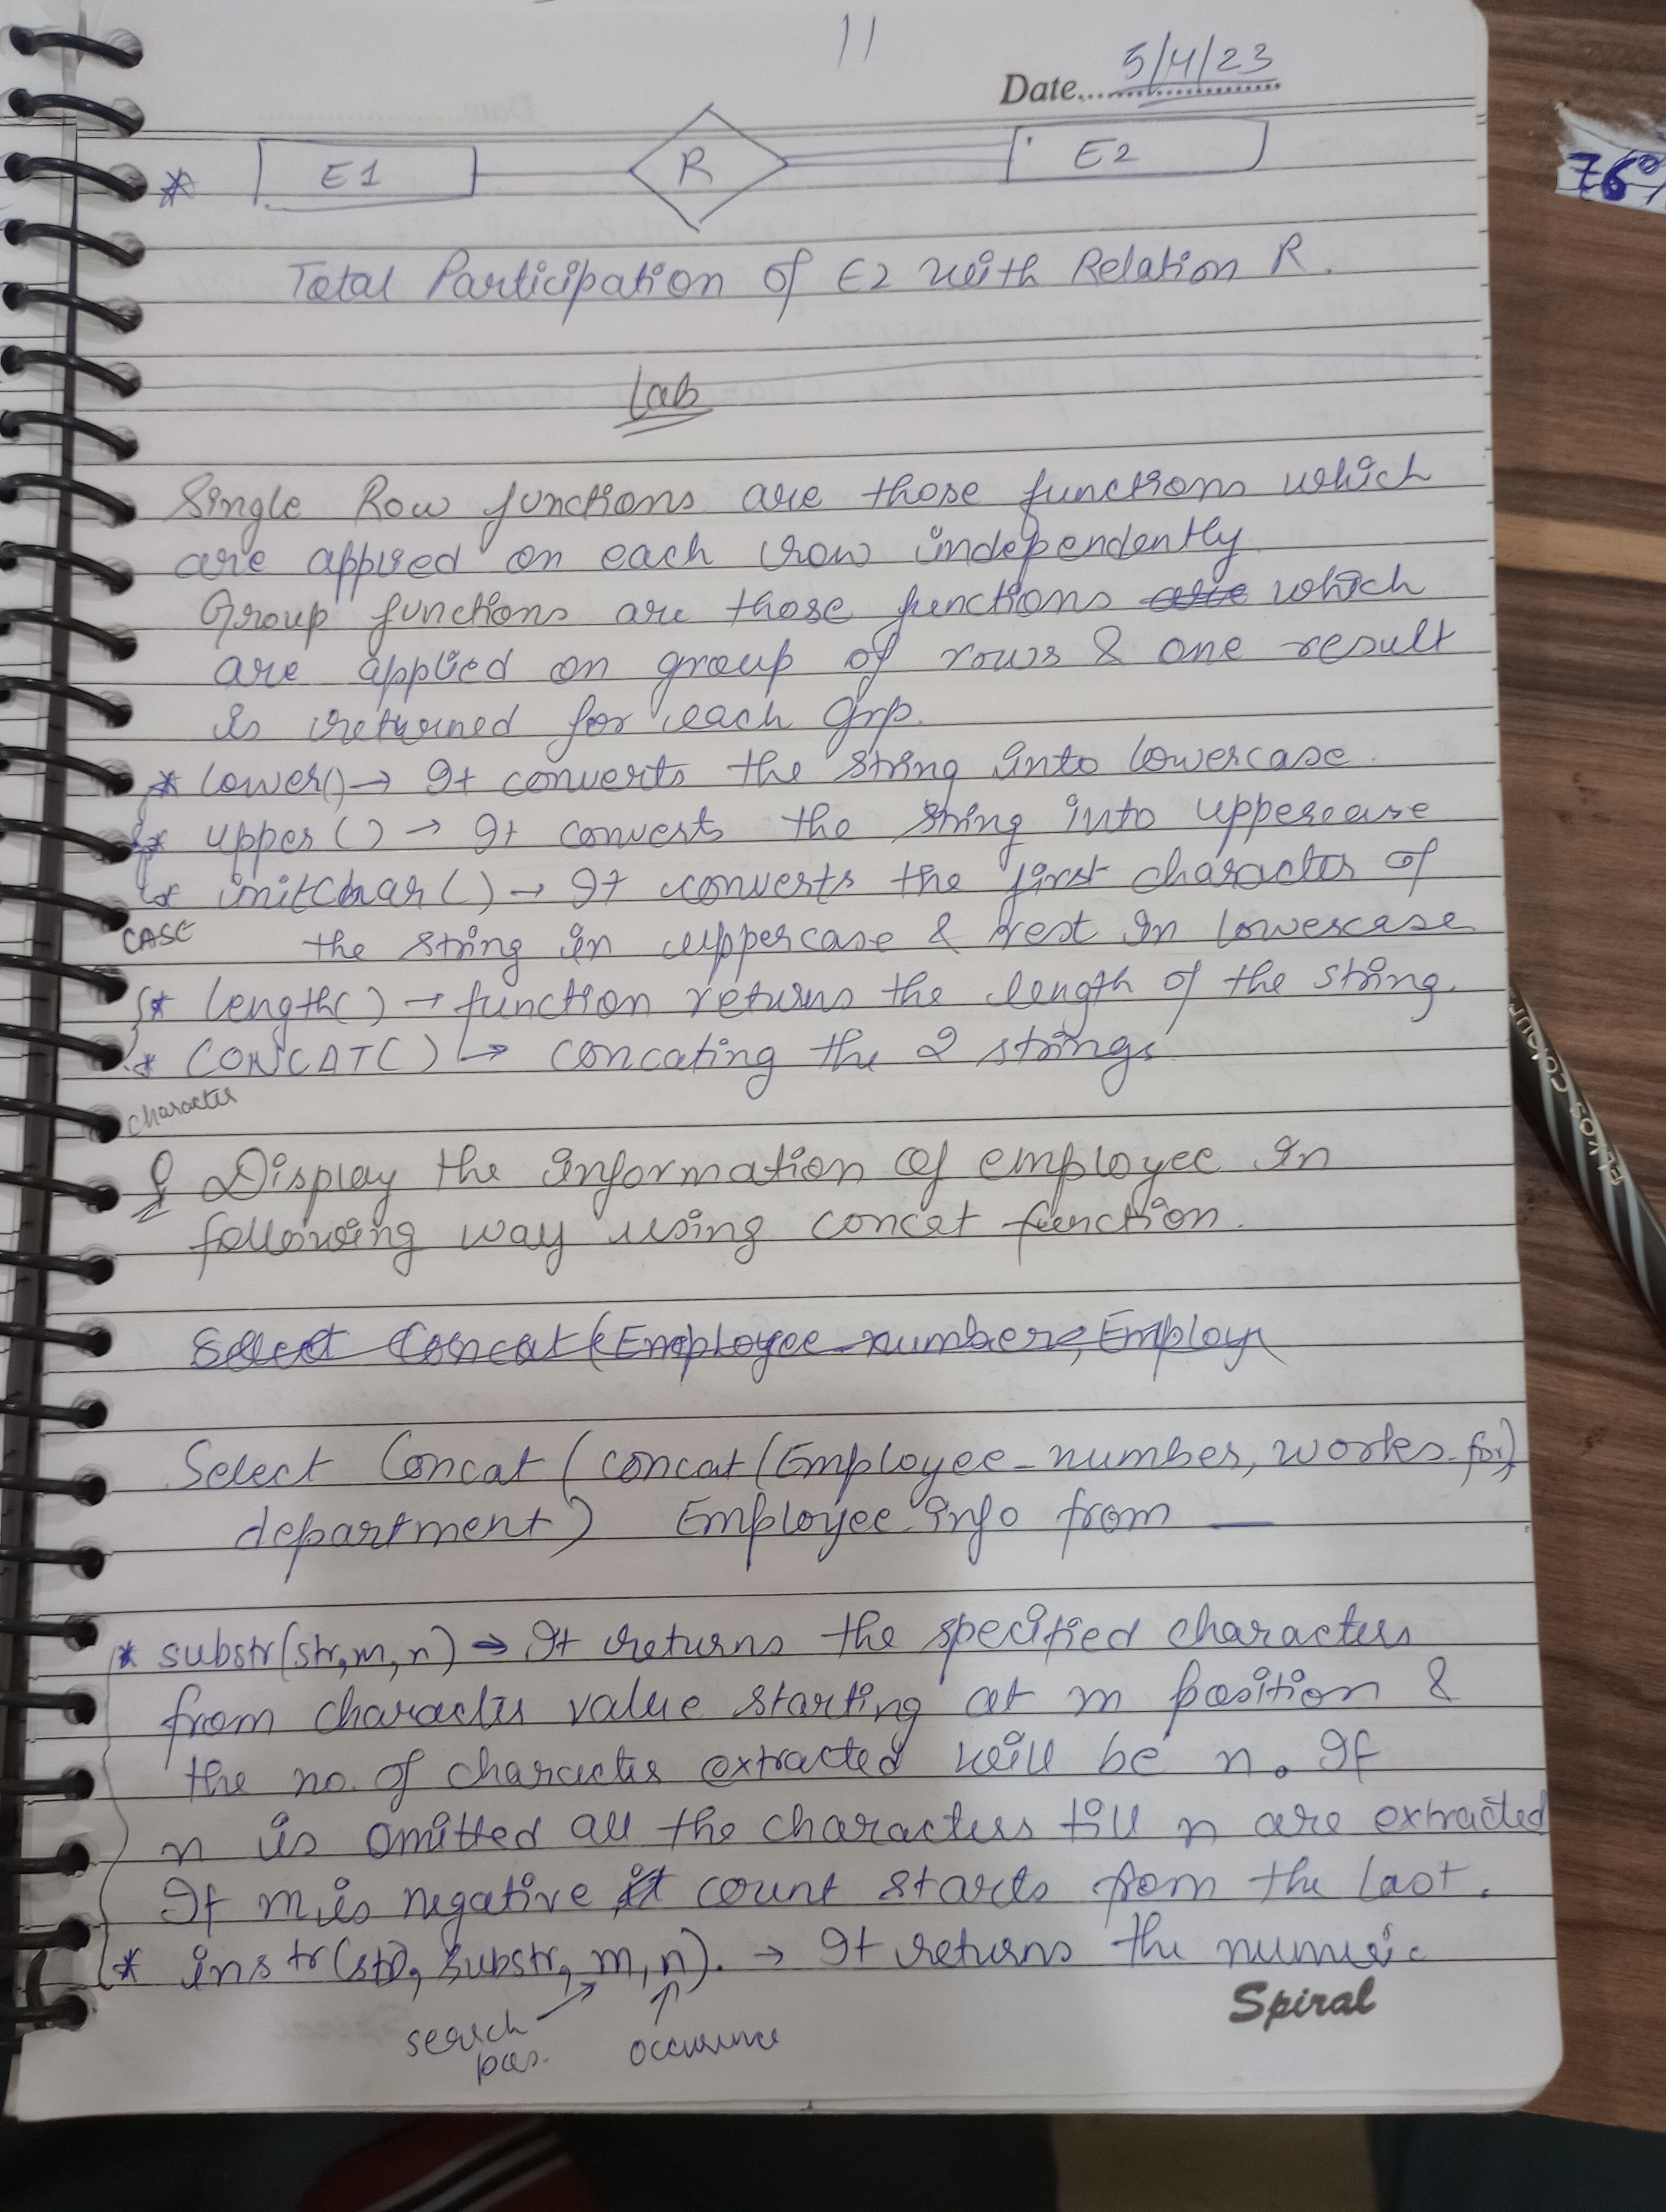 11
Date..... 5/4/23
* E1 R E2
76%
Total Participation of E2 with Relation R.
Lab
Single Row functions are those functions which
are applied on each row independently
Group functions are those functions are which
are applied on group of rows & one result
is returned for each Grp.
* lower() → It converts the string into lowercase.
* upper () → It converts the string into uppercase
* initChar () → It converts the first character of
CASE
the string in uppercase & rest in lowercase
* length() → function returns the length of the string.
* CONCAT() → concating the 2 strings
character
Q Display the information of employee in
following way using concat function.
Select Concat (Employee_number, Employ
Select Concat (concat (Employee_number, works_for),
department) Employee_info from —
* substr(str,m,n) → It returns the specified characters
from character value starting at m position &
the no. of character extracted will be n. If
n is omitted all the characters till n are extracted
If m is negative it count starts from the last.
* instr(str, substr, m, n). → It returns the numeric
search pos. occurence
Spiral